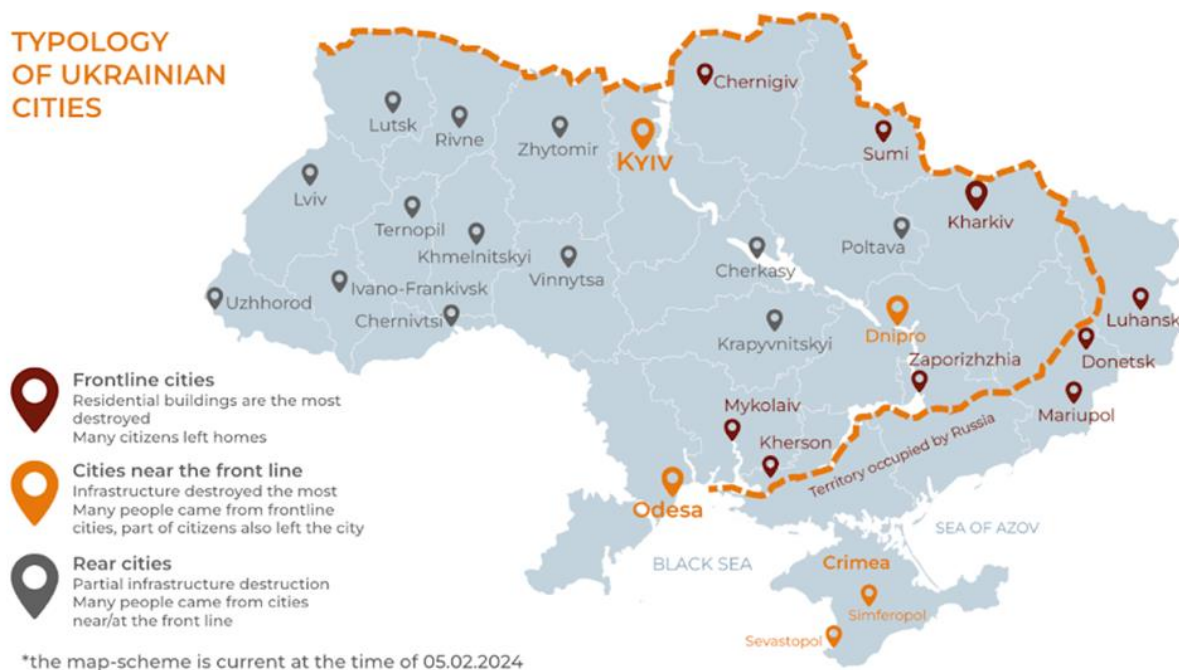 TYPOLOGY
OF UKRAINIAN
CITIES
Chernigiv
Lutsk
Rivne
Zhytomir
KYIV
Sumi
Lviv
Ternopil
Khmelnitskyi
Vinnytsa
Cherkasy
Poltava
Kharkiv
Uzhhorod
Ivano-Frankivsk
Chernivtsi
Krapyvnitskyi
Dnipro
Luhansk
Donetsk
Zaporizhzhia
Mariupol
Mykolaiv
Kherson
Territory occupied by Russia
Odesa
SEA OF AZOV
BLACK SEA
Crimea
Simferopol
Sevastopol
Frontline cities
Residential buildings are the most
destroyed
Many citizens left homes
Cities near the front line
Infrastructure destroyed the most
Many people came from frontline
cities, part of citizens also left the city
Rear cities
Partial infrastructure destruction
Many people came from cities
near/at the front line
*the map-scheme is current at the time of 05.02.2024